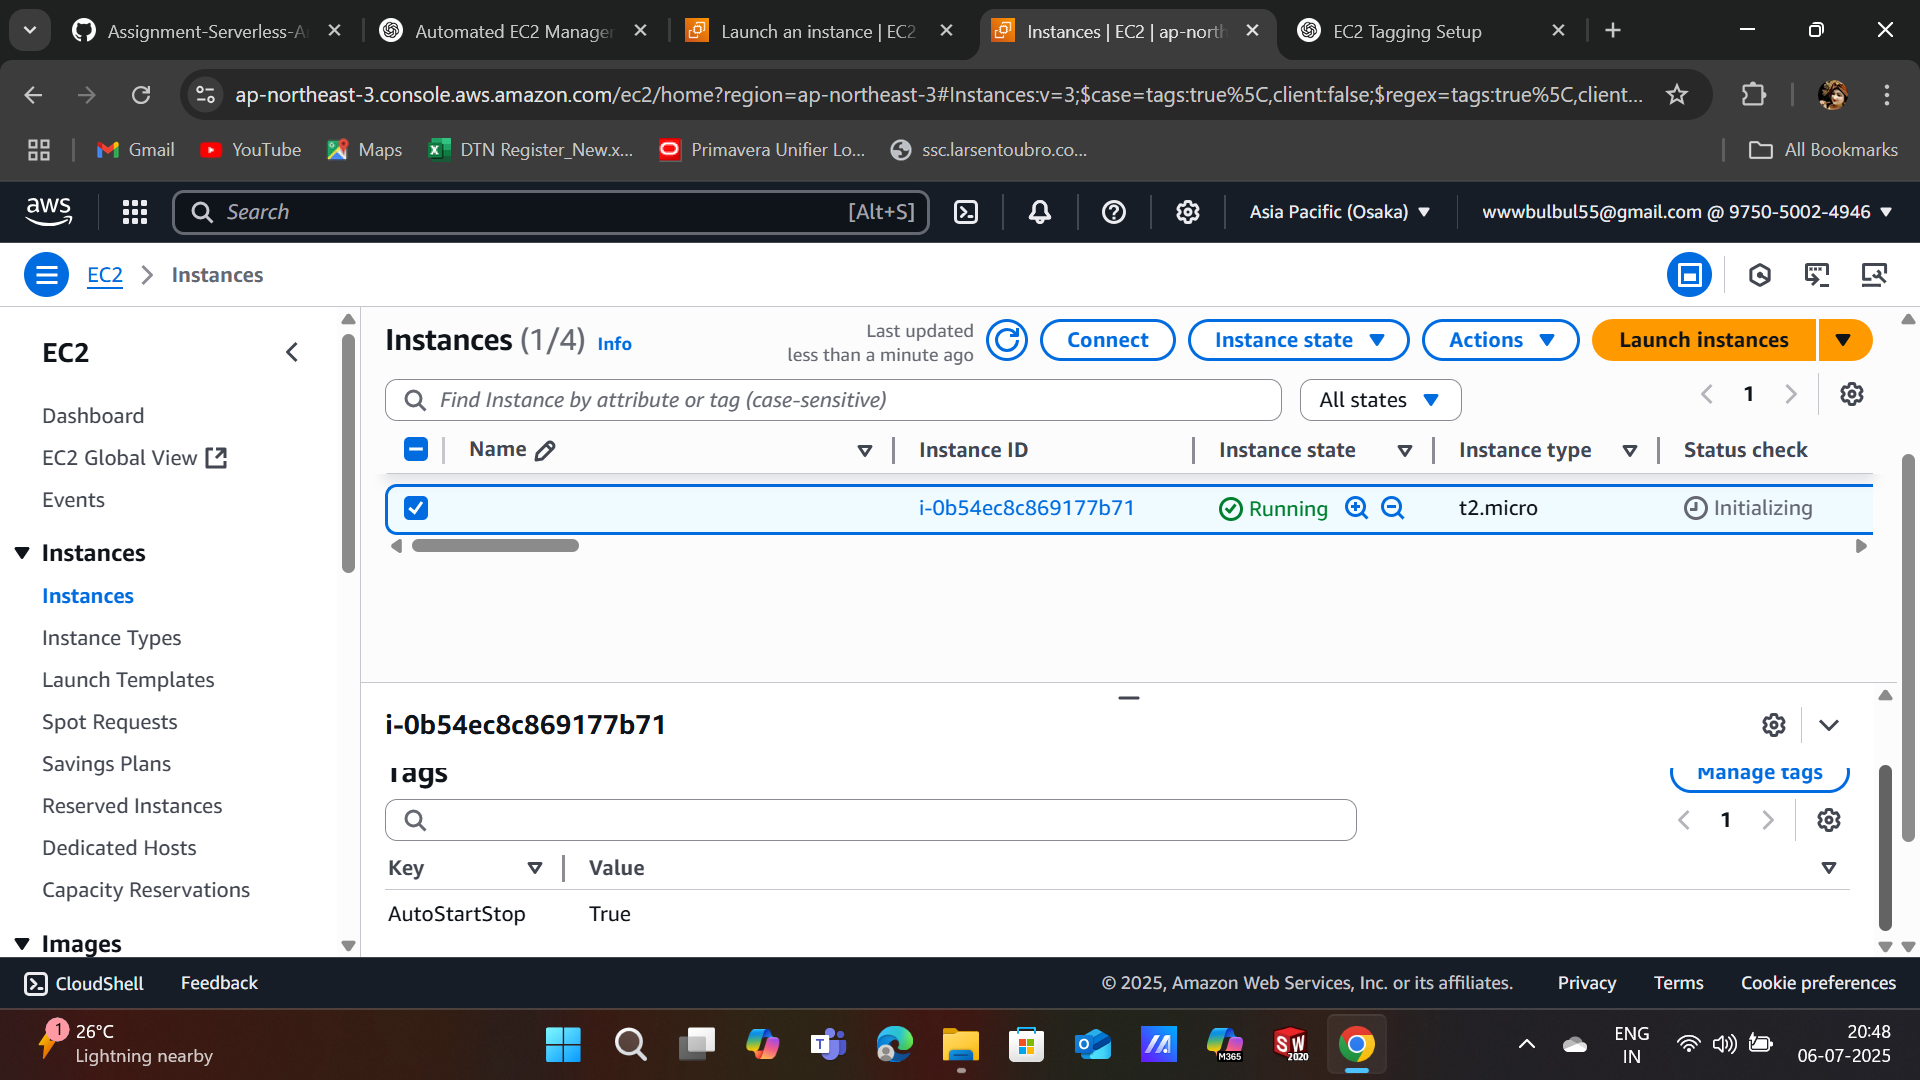 Assignment-Serverless-A
Automated EC2 Manage
Launch an instance | EC2
Instances | EC2 | ap-north
EC2 Tagging Setup
ap-northeast-3.console.aws.amazon.com/ec2/home?region=ap-northeast-3#Instances:v=3;$case=tags:true%5C,client:false;$regex=tags:true%5C,client...
Gmail
YouTube
Maps
DTN Register_New.x...
Primavera Unifier Lo...
ssc.larsentoubro.co...
All Bookmarks
aws
Search
[Alt+S]
Asia Pacific (Osaka)
wwwbulbul55@gmail.com @ 9750-5002-4946
EC2
Instances
EC2
Dashboard
EC2 Global View
Events
Instances
Instances
Instance Types
Launch Templates
Spot Requests
Savings Plans
Reserved Instances
Dedicated Hosts
Capacity Reservations
Images
Instances (1/4) Info
Last updated
less than a minute ago
Connect
Instance state
Actions
Launch instances
Find Instance by attribute or tag (case-sensitive)
All states
1
Name
Instance ID
Instance state
Instance type
Status check
i-0b54ec8c869177b71
Running
t2.micro
Initializing
i-0b54ec8c869177b71
Tags
Manage tags
1
Key
Value
AutoStartStop
True
CloudShell
Feedback
© 2025, Amazon Web Services, Inc. or its affiliates.
Privacy
Terms
Cookie preferences
1
26°C
Lightning nearby
T
O
M365
SW
2020
ENG
IN
20:48
06-07-2025